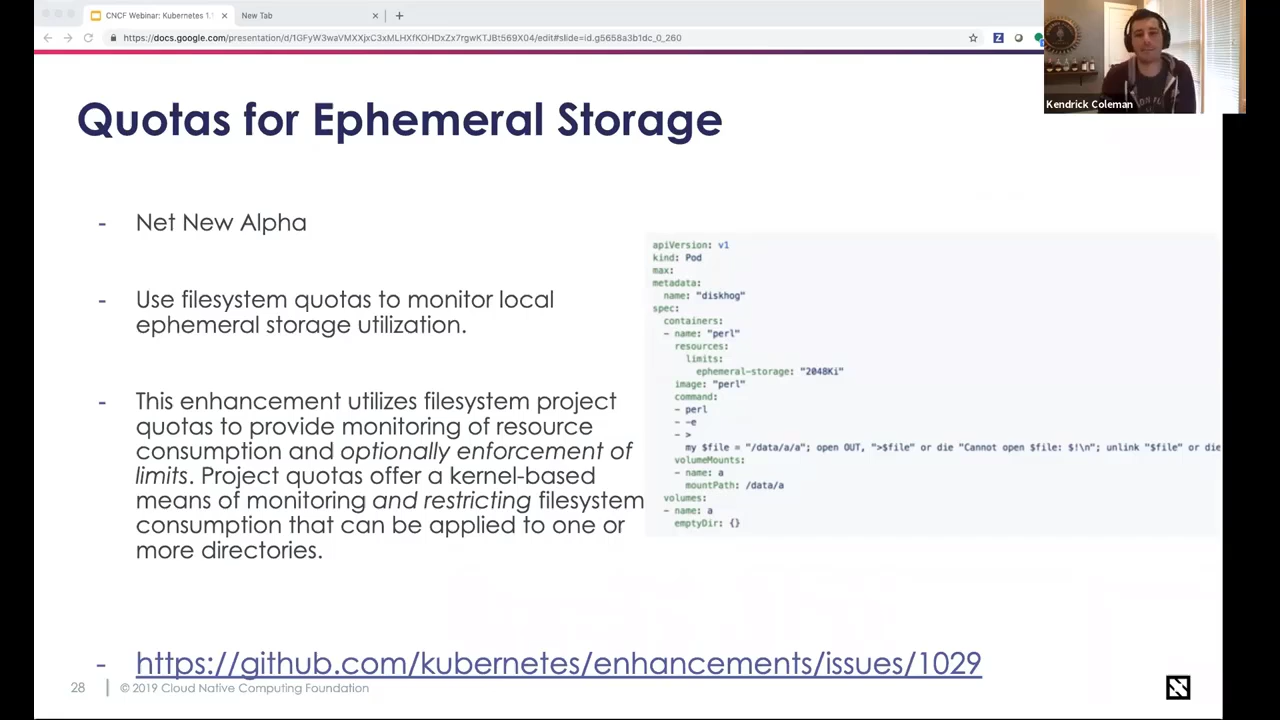 CNCF Webinar: Kubernetes 1.
New Tab
https://docs.google.com/presentation/d/1GFyW3waVMXXjxC3xMLHXfKOHDxZx7rgwKTJBt569X04/edit#slide=id.g5658a3b1dc_0_260
Kendrick Coleman
Quotas for Ephemeral Storage
- Net New Alpha
- Use filesystem quotas to monitor local
ephemeral storage utilization.
- This enhancement utilizes filesystem project
quotas to provide monitoring of resource
consumption and optionally enforcement of
limits. Project quotas offer a kernel-based
means of monitoring and restricting filesystem
consumption that can be applied to one or
more directories.
apiVersion: v1
kind: Pod
max:
metadata:
name: "diskhog"
spec:
containers:
- name: "perl"
resources:
limits:
ephemeral-storage: "2048Ki"
image: "perl"
command:
- perl
- -e
- >
my $file = "/data/a/a"; open OUT, ">$file" or die "Cannot open $file: $!\n"; unlink "$file" or die
volumeMounts:
- name: a
mountPath: /data/a
volumes:
- name: a
emptyDir: {}
- https://github.com/kubernetes/enhancements/issues/1029
28
© 2019 Cloud Native Computing Foundation